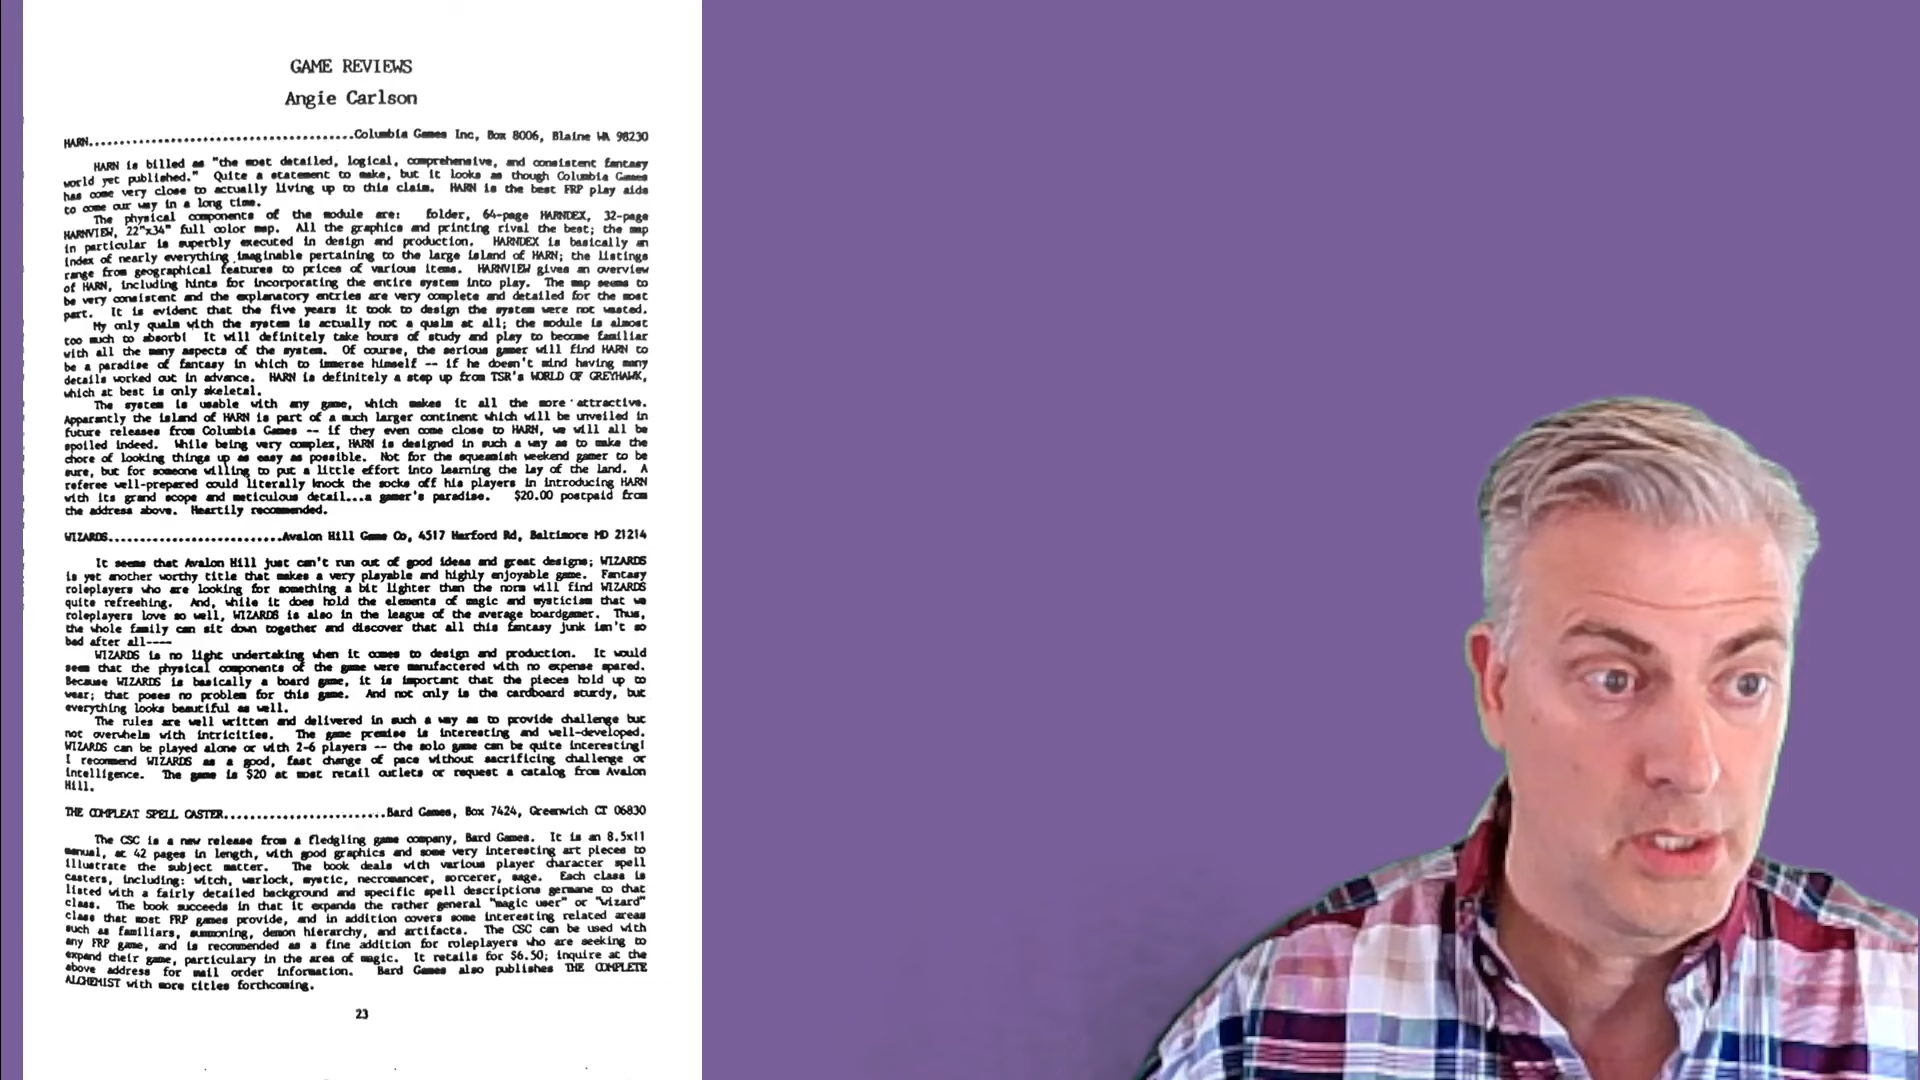 GAME REVIEWS
Angie Carlson
HARN.....................................Columbia Games Inc, Box 8006, Blaine WA 98230
HARN is billed as "the most detailed, logical, comprehensive, and consistent fantasy
world yet published." Quite a statement to make, but it looks as though Columbia Games
has come very close to actually living up to this claim. HARN is the best FRP play aids
to come our way in a long time.
The physical components of the module are: folder, 64-page HARNDEX, 32-page
HARNVIEW, 22"x34" full color map. All the graphics and printing rival the best; the map
in particular is superbly executed in design and production. HARNDEX is basically an
index of nearly everything imaginable pertaining to the large island of HARN; the listings
range from geographical features to prices of various items. HARNVIEW gives an overview
of HARN, including hints for incorporating the entire system into play. The map seems to
be very consistent and the explanatory entries are very complete and detailed for the most
part. It is evident that the five years it took to design the system were not wasted.
My only qualm with the system is actually not a qualm at all; the module is almost
too much to absorb! It will definitely take hours of study and play to become familiar
with all the many aspects of the system. Of course, the serious gamer will find HARN to
be a paradise of fantasy in which to immerse himself -- if he doesn't mind having many
details worked out in advance. HARN is definitely a step up from TSR's WORLD OF GREYHAWK,
which at best is only skeletal.
The system is usable with any game, which makes it all the more attractive.
Apparantly the island of HARN is part of a much larger continent which will be unveiled in
future releases from Columbia Games -- if they even come close to HARN, we will all be
spoiled indeed. While being very complex, HARN is designed in such a way as to make the
chore of looking things up as easy as possible. Not for the squeamish weekend gamer to be
sure, but for someone willing to put a little effort into learning the lay of the land. A
referee well-prepared could literally knock the socks off his players in introducing HARN
with its grand scope and meticulous detail...a gamer's paradise. $20.00 postpaid from
the address above. Heartily recommended.
WIZARDS........................Avalon Hill Game Co, 4517 Harford Rd, Baltimore MD 21214
It seems that Avalon Hill just can't run out of good ideas and great designs; WIZARDS
is yet another worthy title that makes a very playable and highly enjoyable game. Fantasy
roleplayers who are looking for something a bit lighter than the norm will find WIZARDS
quite refreshing. And, while it does hold the elements of magic and mysticism that we
roleplayers love so well, WIZARDS is also in the league of the average boardgamer. Thus,
the whole family can sit down together and discover that all this fantasy junk isn't so
bad after all----
WIZARDS is no light undertaking when it comes to design and production. It would
seem that the physical components of the game were manufactered with no expense spared.
Because WIZARDS is basically a board game, it is important that the pieces hold up to
wear; that poses no problem for this game. And not only is the cardboard sturdy, but
everything looks beautiful as well.
The rules are well written and delivered in such a way as to provide challenge but
not overwhelm with intricities. The game premise is interesting and well-developed.
WIZARDS can be played alone or with 2-6 players -- the solo game can be quite interesting!
I recommend WIZARDS as a good, fast change of pace without sacrificing challenge or
intelligence. The game is $20 at most retail outlets or request a catalog from Avalon
Hill.
THE COMPLEAT SPELL CASTER.......................Bard Games, Box 7424, Greenwich CT 06830
The CSC is a new release from a fledgling game company, Bard Games. It is an 8.5x11
manual, at 42 pages in length, with good graphics and some very interesting art pieces to
illustrate the subject matter. The book deals with various player character spell
casters, including: witch, warlock, mystic, necromancer, sorcerer, sage. Each class is
listed with a fairly detailed background and specific spell descriptions germane to that
class. The book succeeds in that it expands the rather general "magic user" or "wizard"
class that most FRP games provide, and in addition covers some interesting related areas
such as familiars, summoning, demon hierarchy, and artifacts. The CSC can be used with
any FRP game, and is recommended as a fine addition for roleplayers who are seeking to
expand their game, particulary in the area of magic. It retails for $6.50; inquire at the
above address for mail order information. Bard Games also publishes THE COMPLETE
ALCHEMIST with more titles forthcoming.
23